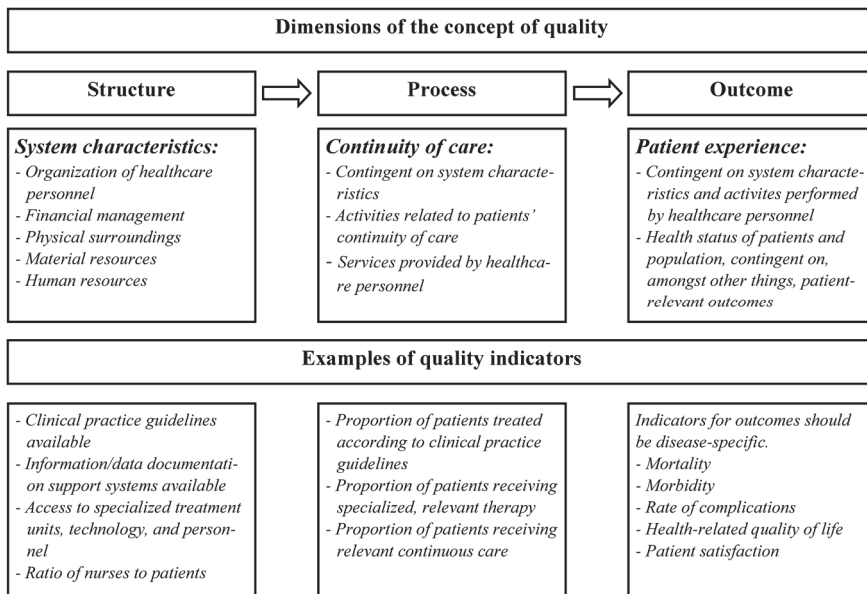 Dimensions of the concept of quality
Structure
Process
Outcome
System characteristics:
- Organization of healthcare
personnel
- Financial management
- Physical surroundings
- Material resources
- Human resources
Continuity of care:
- Contingent on system characte-
ristics
- Activities related to patients’
continuity of care
- Services provided by healthca-
re personnel
Patient experience:
- Contingent on system characte-
ristics and activites performed
by healthcare personnel
- Health status of patients and
population, contingent on,
amongst other things, patient-
relevant outcomes
Examples of quality indicators
- Clinical practice guidelines
available
- Information/data documentati-
on support systems available
- Access to specialized treatment
units, technology, and person-
nel
- Ratio of nurses to patients
- Proportion of patients treated
according to clinical practice
guidelines
- Proportion of patients receiving
specialized, relevant therapy
- Proportion of patients receiving
relevant continuous care
Indicators for outcomes should
be disease-specific.
- Mortality
- Morbidity
- Rate of complications
- Health-related quality of life
- Patient satisfaction